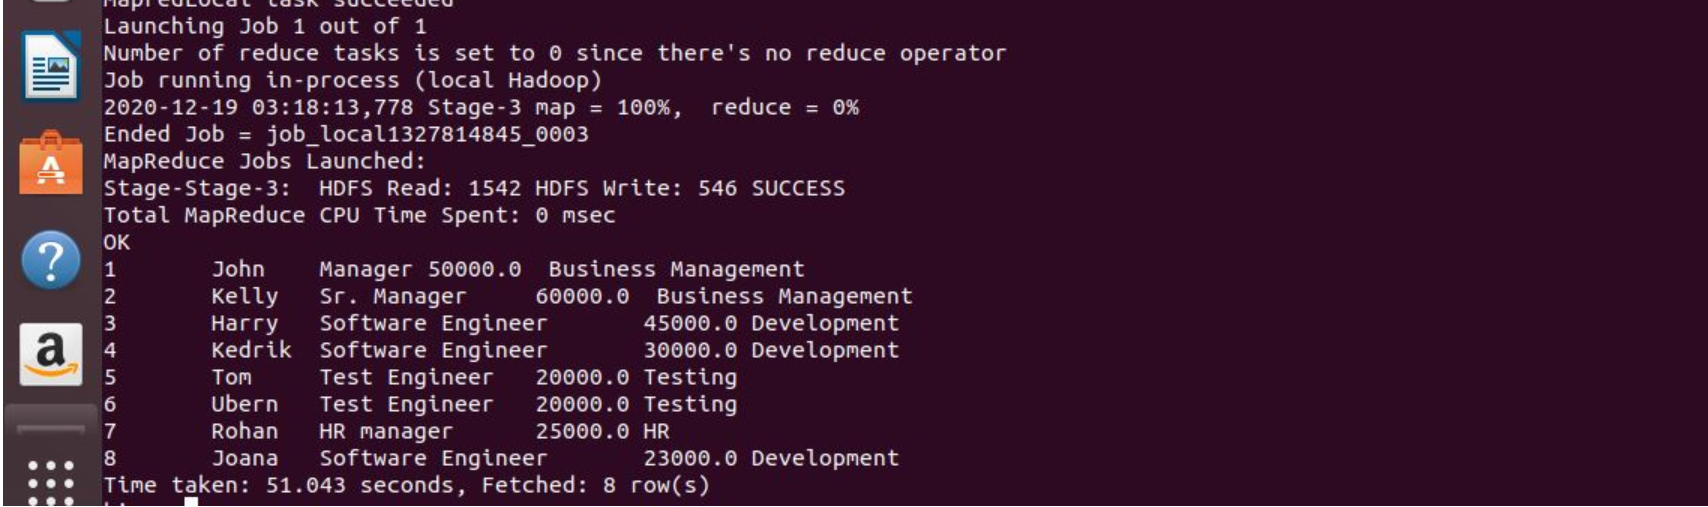 MapredLocal task succeeded
Launching Job 1 out of 1
Number of reduce tasks is set to 0 since there's no reduce operator
Job running in-process (local Hadoop)
2020-12-19 03:18:13,778 Stage-3 map = 100%,  reduce = 0%
Ended Job = job_local1327814845_0003
MapReduce Jobs Launched:
Stage-Stage-3:  HDFS Read: 1542 HDFS Write: 546 SUCCESS
Total MapReduce CPU Time Spent: 0 msec
OK
1       John    Manager 50000.0  Business Management
2       Kelly   Sr. Manager     60000.0  Business Management
3       Harry   Software Engineer       45000.0 Development
4       Kedrik  Software Engineer       30000.0 Development
5       Tom     Test Engineer   20000.0 Testing
6       Ubern   Test Engineer   20000.0 Testing
7       Rohan   HR manager      25000.0 HR
8       Joana   Software Engineer       23000.0 Development
Time taken: 51.043 seconds, Fetched: 8 row(s)